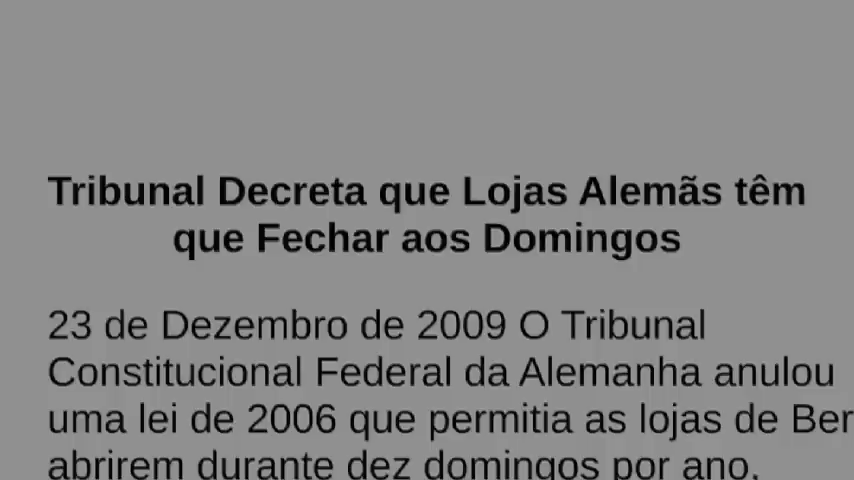 Tribunal Decreta que Lojas Alemãs têm
que Fechar aos Domingos
23 de Dezembro de 2009 O Tribunal
Constitucional Federal da Alemanha anulou
uma lei de 2006 que permitia as lojas de
abrirem durante dez domingos por ano,